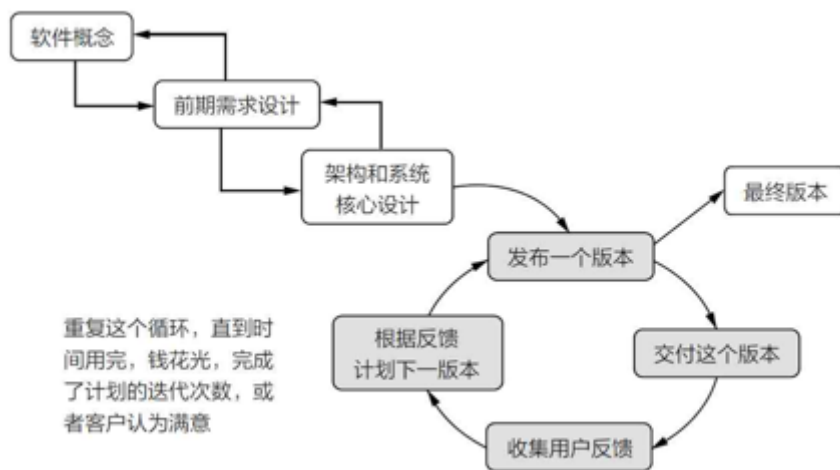 软件概念
前期需求设计
架构和系统
核心设计
最终版本
发布一个版本
重复这个循环，直到时
间用完，钱花光，完成
了计划的迭代次数，或
者客户认为满意
根据反馈
计划下一版本
交付这个版本
收集用户反馈